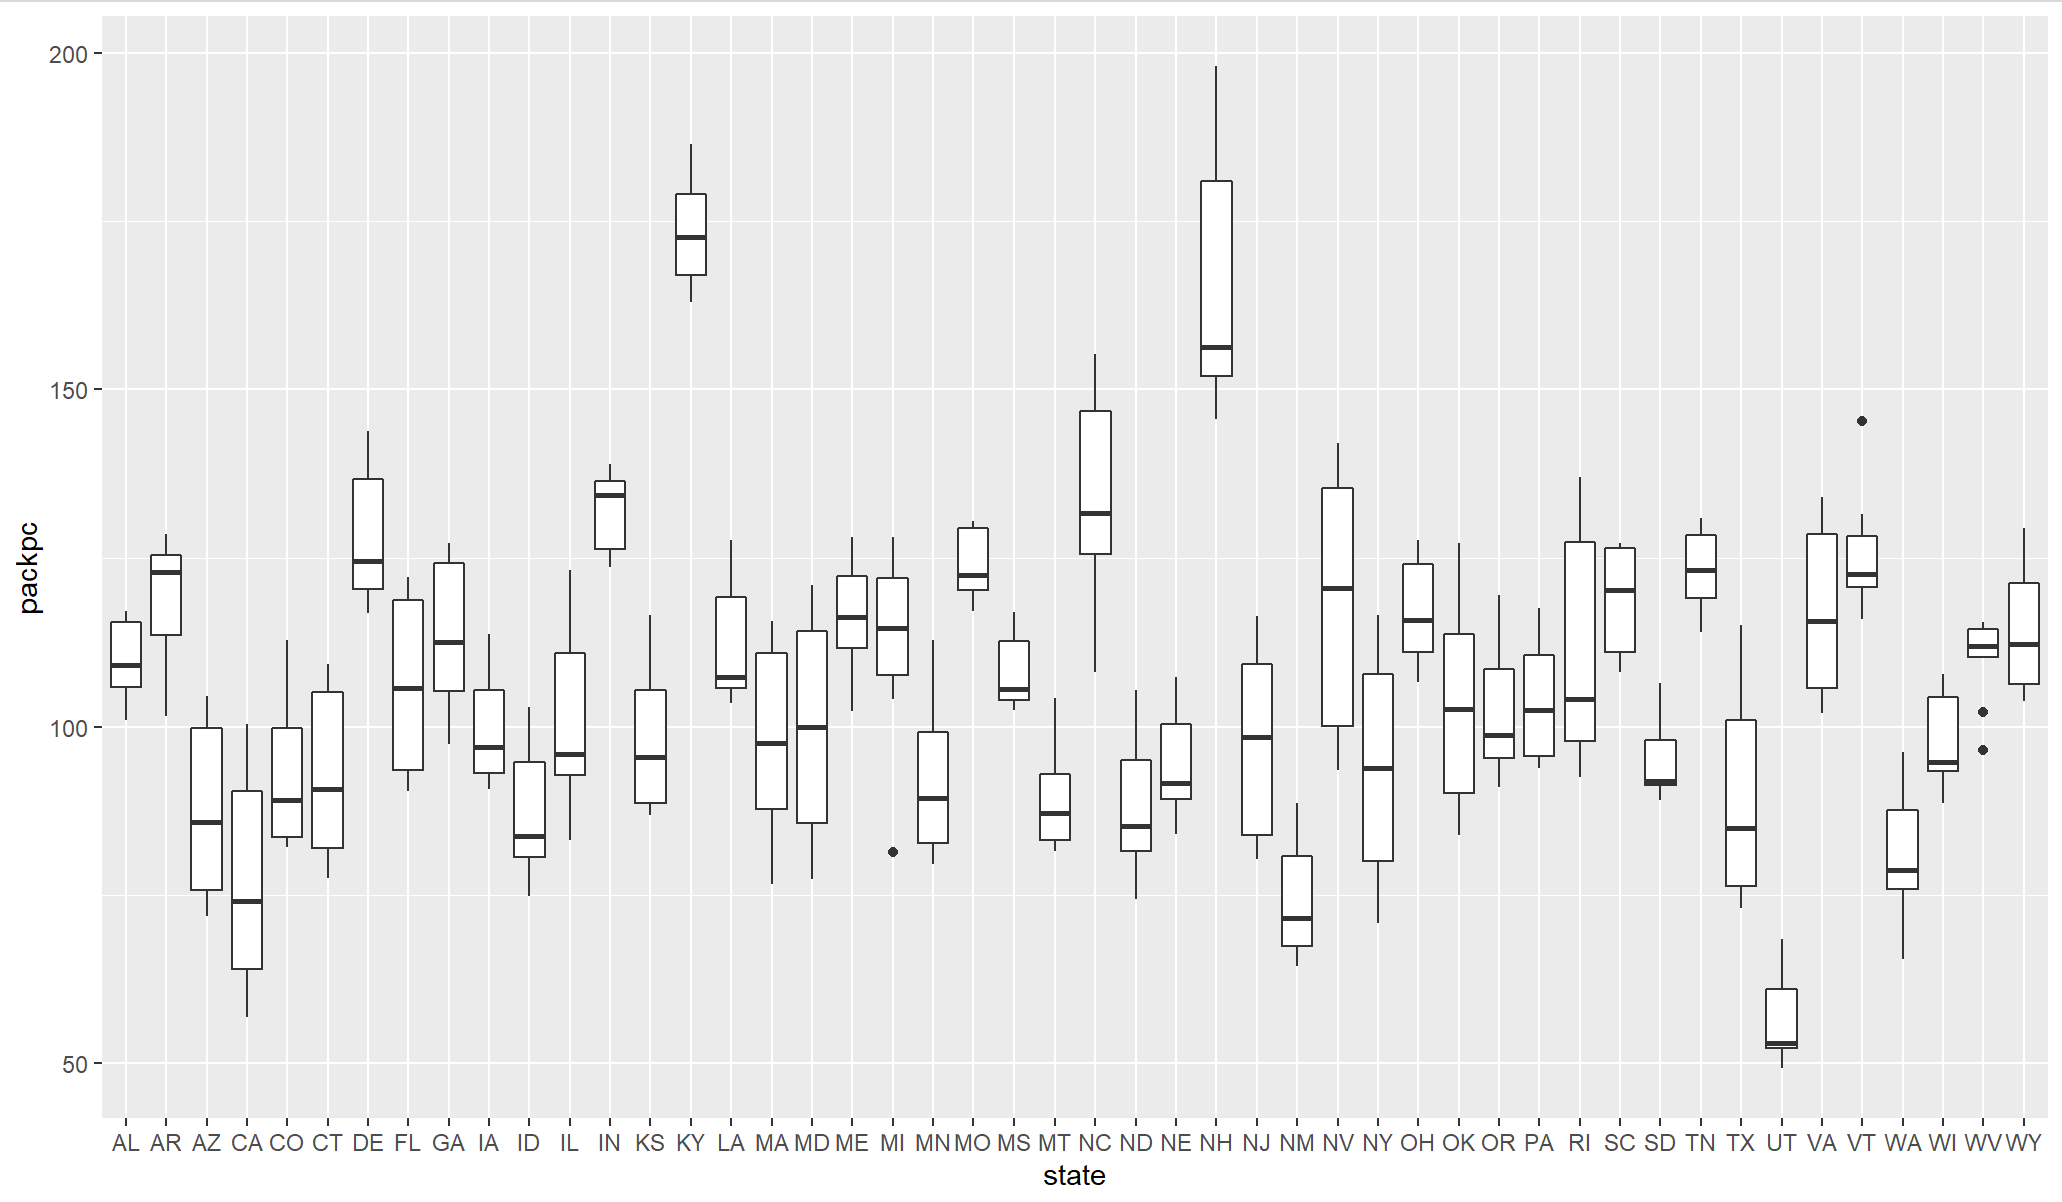 200
150
100
50
packpc
AL AR AZ CA CO CT DE FL GA IA ID IL IN KS KY LA MA MD ME MI MN MO MS MT NC ND NE NH NJ NM NV NY OH OK OR PA RI SC SD TN TX UT VA VT WA WI WV WY
state